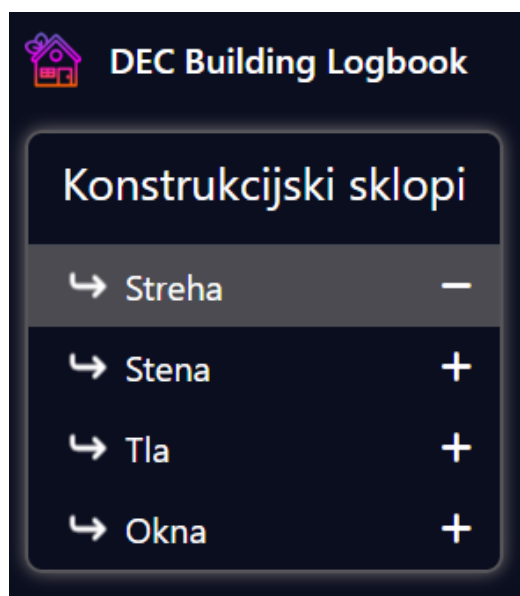 DEC Building Logbook
Konstrukcijski sklopi
Streha
Stena
Tla
Okna